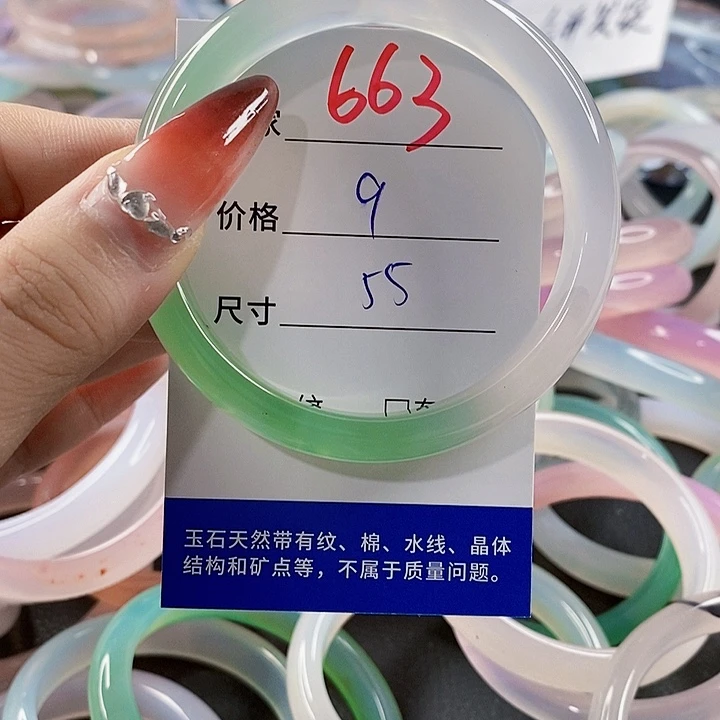 家 663
价格 9
尺寸 55
玉石天然带有纹、棉、水线、晶体
结构和矿点等，不属于质量问题。